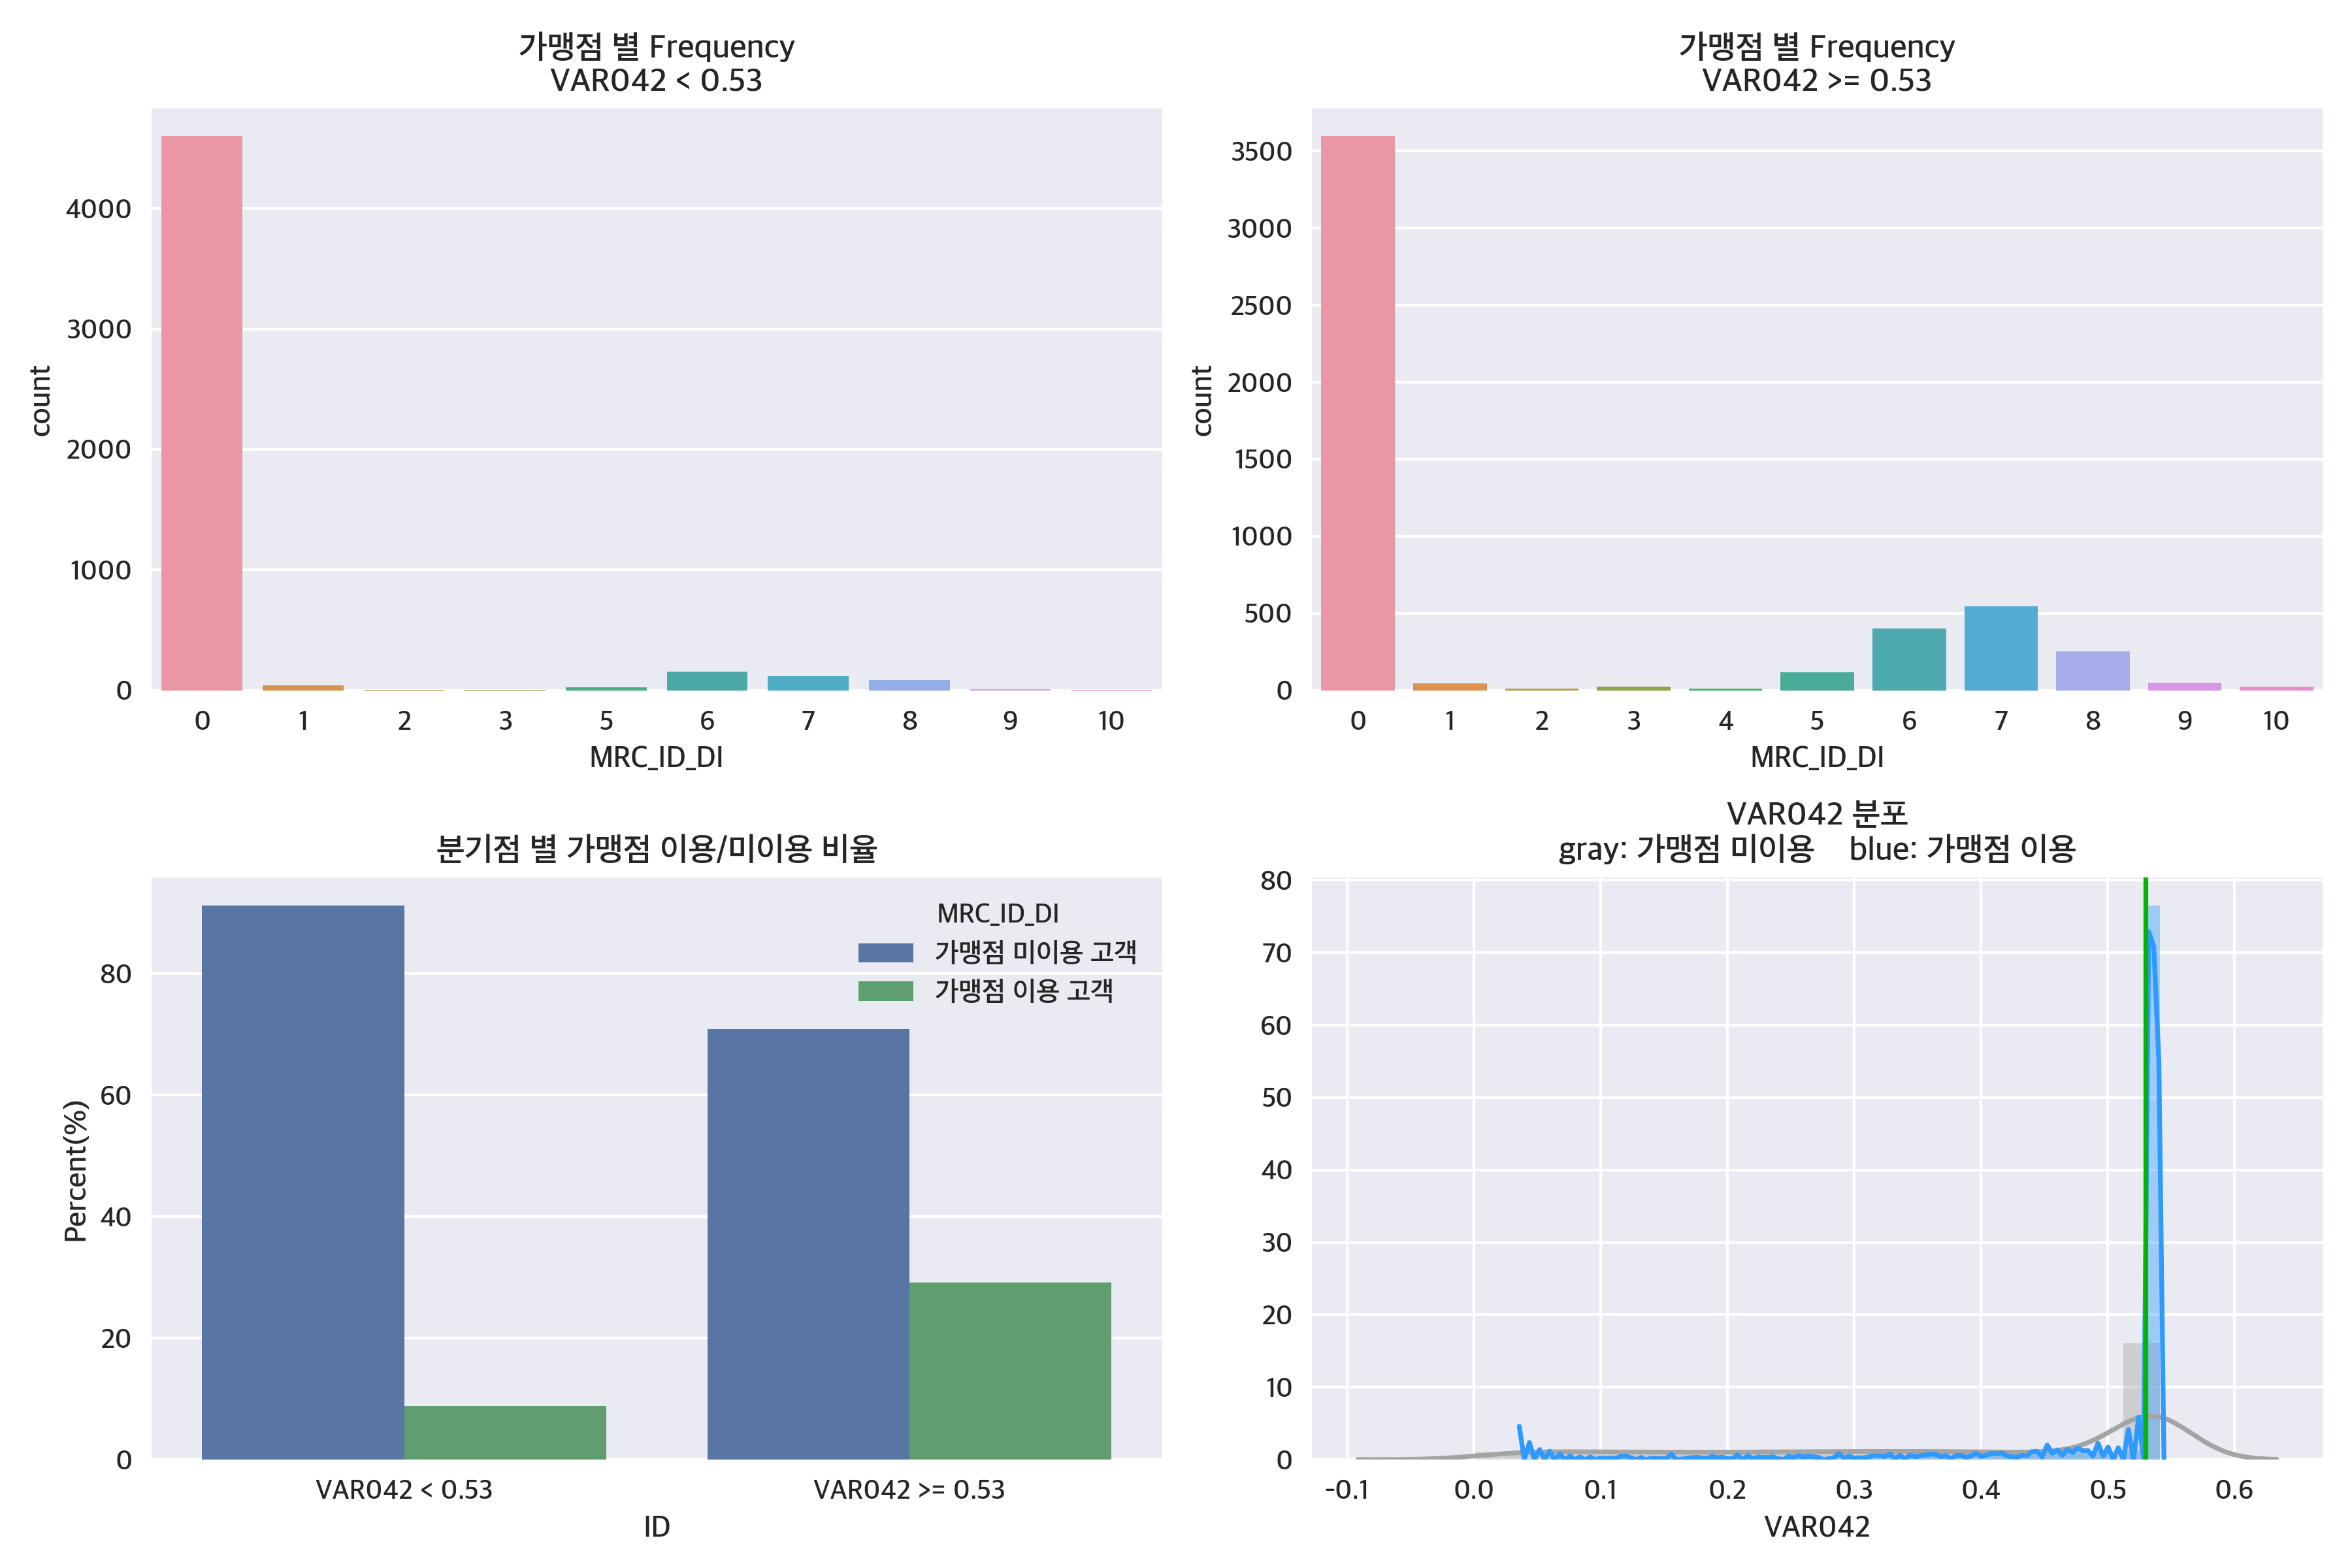 가맹점 별 Frequency
VAR042 < 0.53
4000
3000
2000
1000
0
count
0 1 2 3 5 6 7 8 9 10
MRC_ID_DI
가맹점 별 Frequency
VAR042 >= 0.53
3500
3000
2500
2000
1500
1000
500
0
count
0 1 2 3 4 5 6 7 8 9 10
MRC_ID_DI
분기점 별 가맹점 이용/미이용 비율
MRC_ID_DI
가맹점 미이용 고객
가맹점 이용 고객
80
60
40
20
0
Percent(%)
VAR042 < 0.53 VAR042 >= 0.53
ID
VAR042 분포
gray: 가맹점 미이용 blue: 가맹점 이용
80
70
60
50
40
30
20
10
0
-0.1 0.0 0.1 0.2 0.3 0.4 0.5 0.6
VAR042